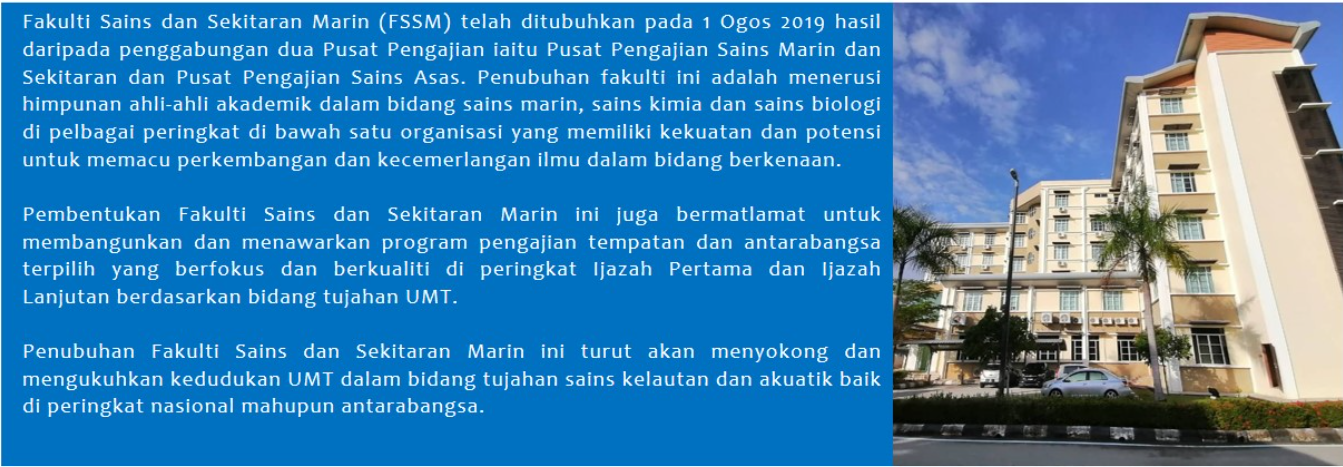 Fakulti Sains dan Sekitaran Marin (FSSM) telah ditubuhkan pada 1 Ogos 2019 hasil
daripada penggabungan dua Pusat Pengajian iaitu Pusat Pengajian Sains Marin dan
Sekitaran dan Pusat Pengajian Sains Asas. Penubuhan fakulti ini adalah menerusi
himpunan ahli-ahli akademik dalam bidang sains marin, sains kimia dan sains biologi
di pelbagai peringkat di bawah satu organisasi yang memiliki kekuatan dan potensi
untuk memacu perkembangan dan kecemerlangan ilmu dalam bidang berkenaan.
Pembentukan Fakulti Sains dan Sekitaran Marin ini juga bermatlamat untuk
membangunkan dan menawarkan program pengajian tempatan dan antarabangsa
terpilih yang berfokus dan berkualiti di peringkat Ijazah Pertama dan Ijazah
Lanjutan berdasarkan bidang tujahan UMT.
Penubuhan Fakulti Sains dan Sekitaran Marin ini turut akan menyokong dan
mengukuhkan kedudukan UMT dalam bidang tujahan sains kelautan dan akuatik baik
di peringkat nasional mahupun antarabangsa.